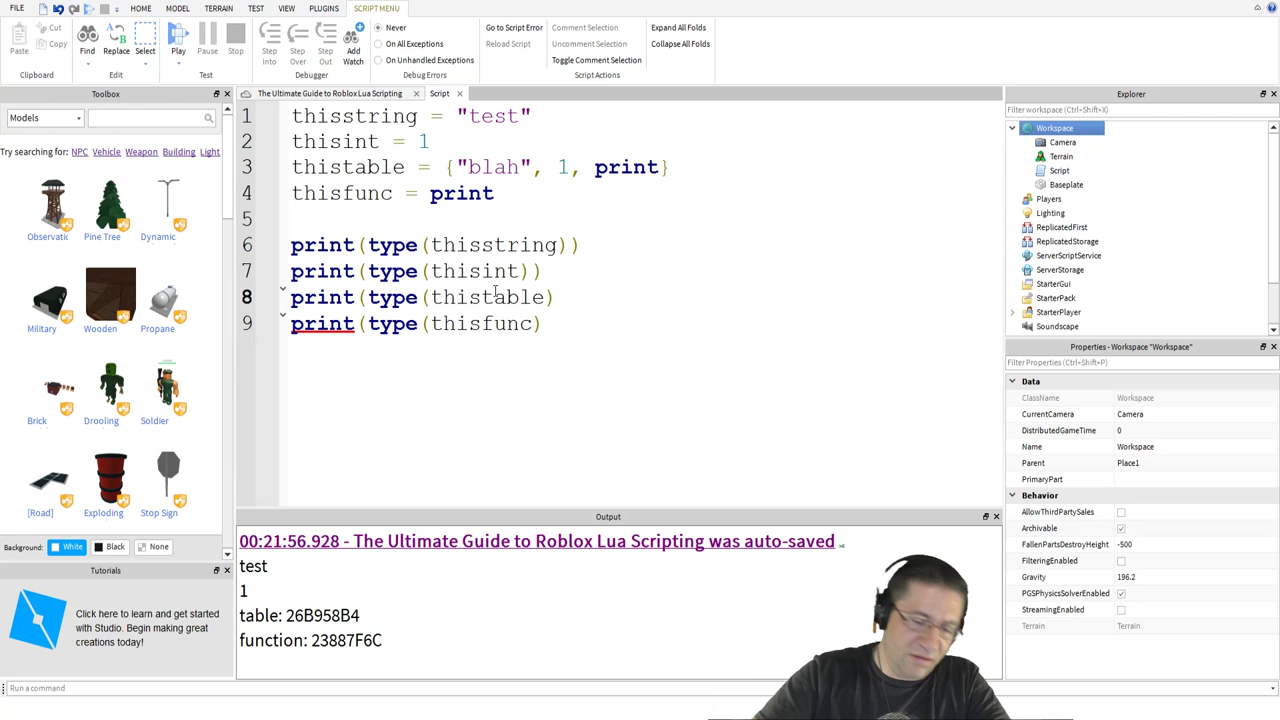 FILE HOME MODEL TERRAIN TEST VIEW PLUGINS SCRIPT MENU
Paste Cut Copy
Clipboard
Find Replace Select
Edit
Play Pause Stop
Test
Step Into Step Over Step Out Add Watch
Debugger
Never
On All Exceptions
On Unhandled Exceptions
Debug Errors
Go to Script Error
Reload Script
Comment Selection
Uncomment Selection
Toggle Comment Selection
Script Actions
Expand All Folds
Collapse All Folds
Toolbox
Models
Try searching for: NPC Vehicle Weapon Building Light
Observatic Pine Tree Dynamic
Military Wooden Propane
Brick Drooling Soldier
[Road] Exploding Stop Sign
Background: White Black None
Tutorials
Click here to learn and get started
with Studio. Begin making great
creations today!
The Ultimate Guide to Roblox Lua Scripting Script
1 thisstring = "test"
2 thisint = 1
3 thistable = {"blah", 1, print}
4 thisfunc = print
5
6 print(type(thisstring))
7 print(type(thisint))
8 print(type(thistable)
9 print(type(thisfunc)
Output
00:21:56.928 - The Ultimate Guide to Roblox Lua Scripting was auto-saved
test
1
table: 26B958B4
function: 23887F6C
Explorer
Filter workspace (Ctrl+Shift+X)
Workspace
Camera
Terrain
Script
Baseplate
Players
Lighting
ReplicatedFirst
ReplicatedStorage
ServerScriptService
ServerStorage
StarterGui
StarterPack
StarterPlayer
Soundscape
Properties - Workspace "Workspace"
Filter Properties (Ctrl+Shift+P)
Data
ClassName Workspace
CurrentCamera Camera
DistributedGameTime 0
Name Workspace
Parent Place1
PrimaryPart
Behavior
AllowThirdPartySales
Archivable
FallenPartsDestroyHeight -500
FilteringEnabled
Gravity 196.2
PGSPhysicsSolverEnabled
StreamingEnabled
Terrain Terrain
Run a command